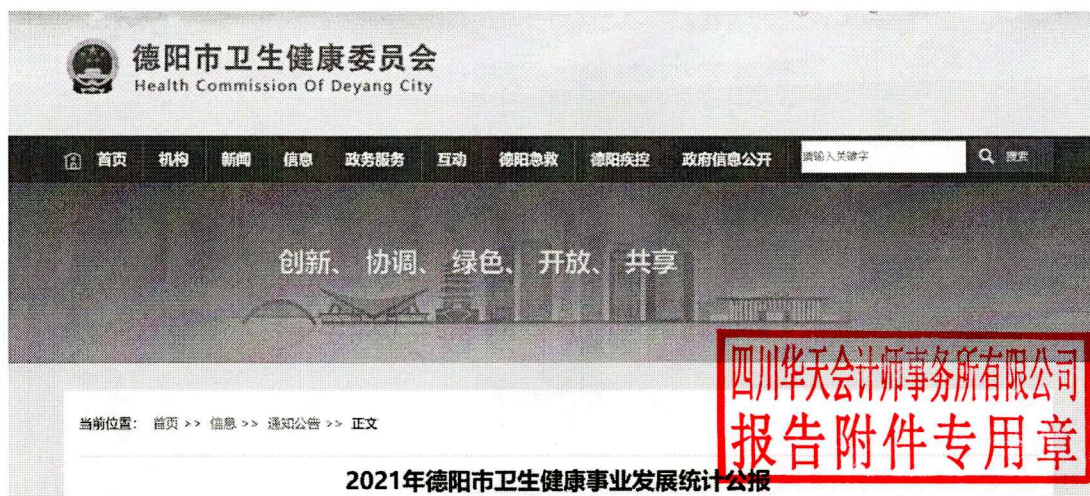 德阳市卫生健康委员会
Health Commission Of Deyang City
首页 机构 新闻 信息 政务服务 互动 德阳急救 德阳疾控 政府信息公开 请输入关键字 搜索
创新、 协调、 绿色、 开放、 共享
四川华天会计师事务所有限公司
报告附件专用章
当前位置： 首页 >> 信息 >> 通知公告 >> 正文
2021年德阳市卫生健康事业发展统计公报